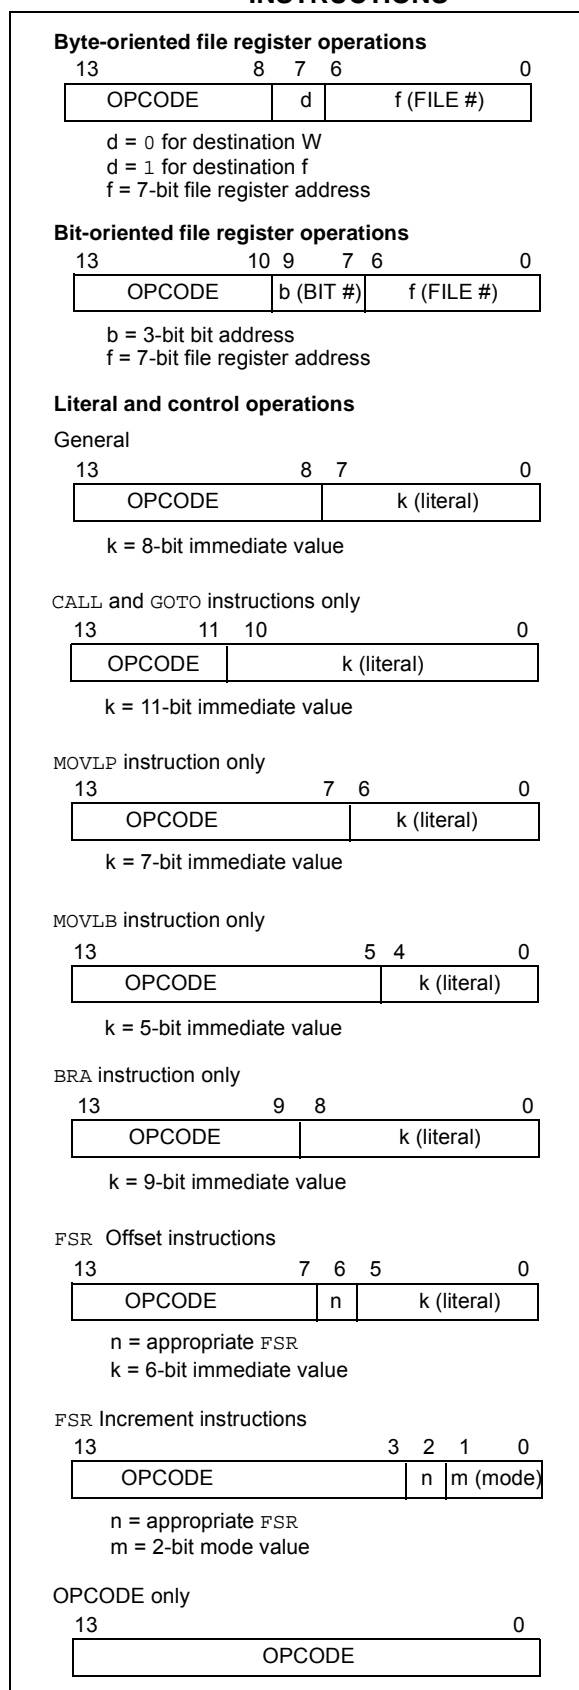 INSTRUCTIONS
Byte-oriented file register operations
13 8 7 6 0
OPCODE d f (FILE #)
d = 0 for destination W
d = 1 for destination f
f = 7-bit file register address
Bit-oriented file register operations
13 10 9 7 6 0
OPCODE b (BIT #) f (FILE #)
b = 3-bit bit address
f = 7-bit file register address
Literal and control operations
General
13 8 7 0
OPCODE k (literal)
k = 8-bit immediate value
CALL and GOTO instructions only
13 11 10 0
OPCODE k (literal)
k = 11-bit immediate value
MOVLP instruction only
13 7 6 0
OPCODE k (literal)
k = 7-bit immediate value
MOVLB instruction only
13 5 4 0
OPCODE k (literal)
k = 5-bit immediate value
BRA instruction only
13 9 8 0
OPCODE k (literal)
k = 9-bit immediate value
FSR Offset instructions
13 7 6 5 0
OPCODE n k (literal)
n = appropriate FSR
k = 6-bit immediate value
FSR Increment instructions
13 3 2 1 0
OPCODE n m (mode)
n = appropriate FSR
m = 2-bit mode value
OPCODE only
13 0
OPCODE